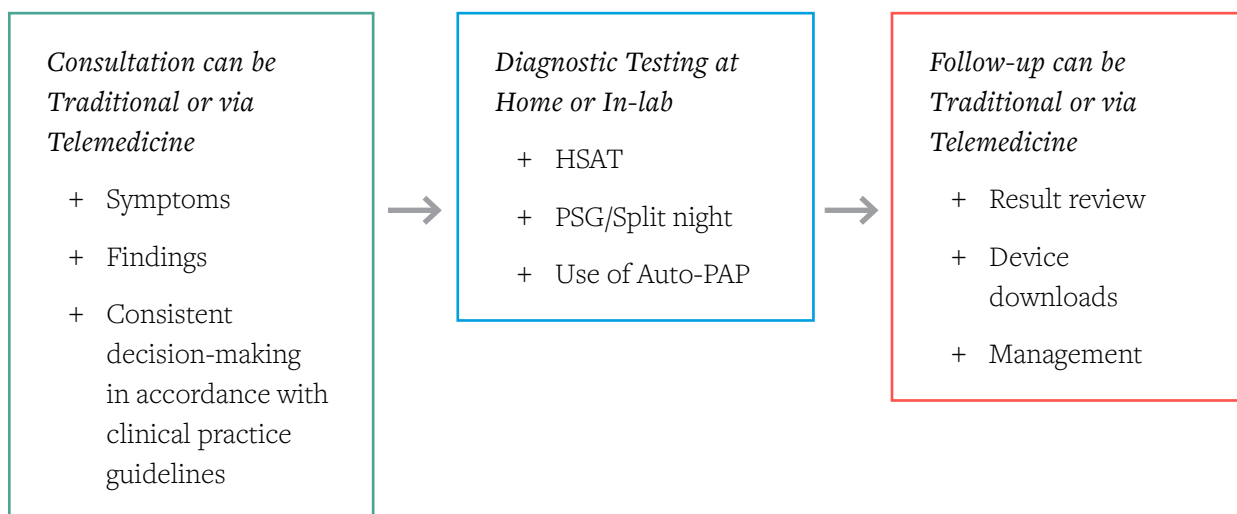 Consultation can be
Traditional or via
Telemedicine
+ Symptoms
+ Findings
+ Consistent
decision-making
in accordance with
clinical practice
guidelines
Diagnostic Testing at
Home or In-lab
+ HSAT
+ PSG/Split night
+ Use of Auto-PAP
Follow-up can be
Traditional or via
Telemedicine
+ Result review
+ Device
downloads
+ Management